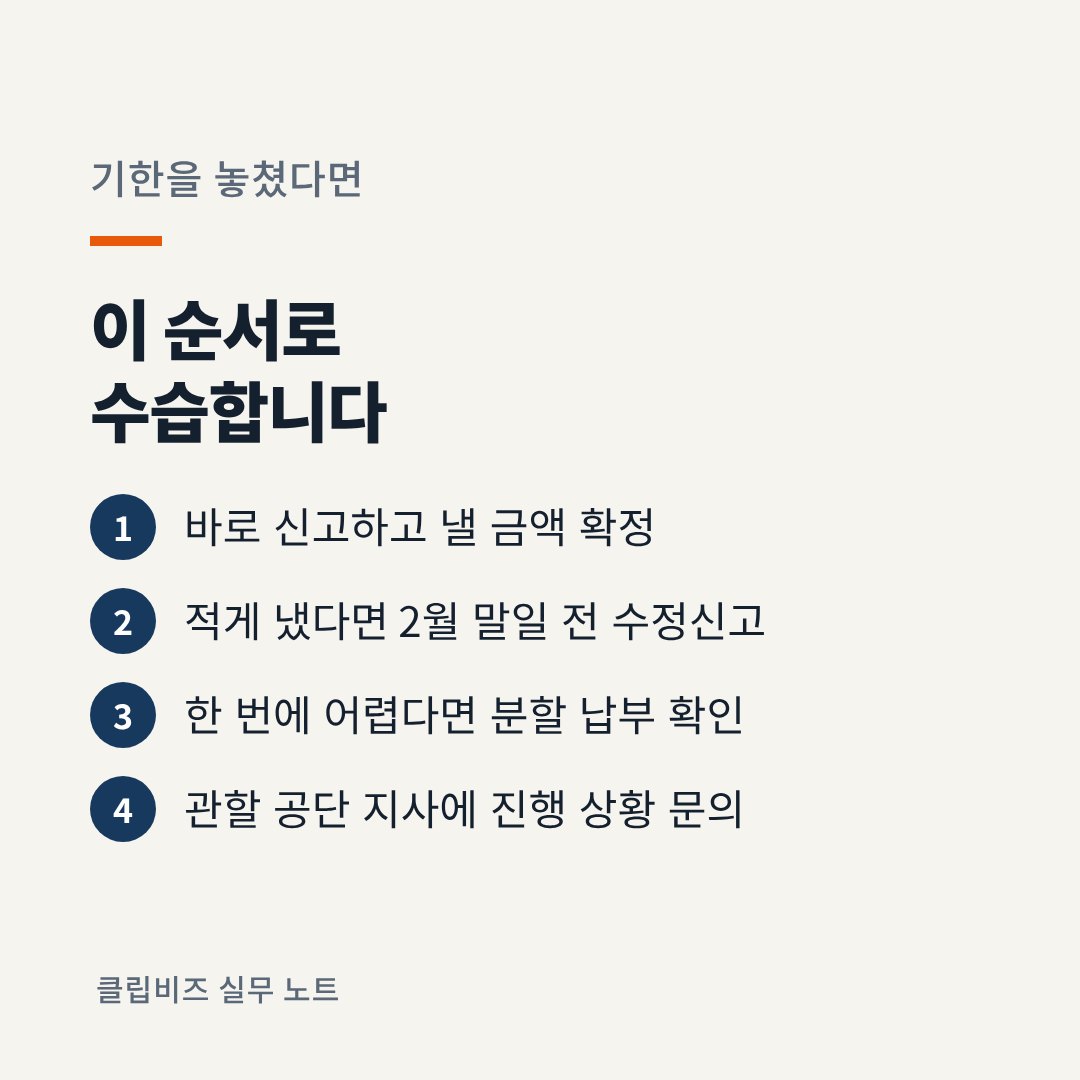 기한을 놓쳤다면
이 순서로
수습합니다
1 바로 신고하고 낼 금액 확정
2 적게 냈다면 2월 말일 전 수정신고
3 한 번에 어렵다면 분할 납부 확인
4 관할 공단 지사에 진행 상황 문의
클립비즈 실무 노트